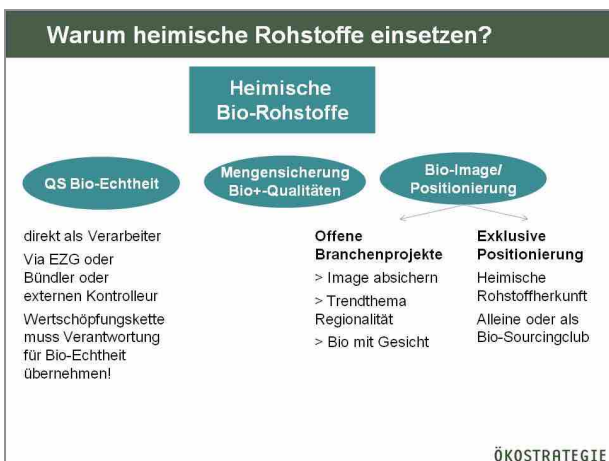 Warum heimische Rohstoffe einsetzen?
Heimische
Bio-Rohstoffe
QS Bio-Echtheit
Mengensicherung
Bio+-Qualitäten
Bio-Image/
Positionierung
direkt als Verarbeiter
Via EZG oder
Bündler oder
externen Kontrolleur
Wertschöpfungskette
muss Verantwortung
für Bio-Echtheit
übernehmen!
Offene
Branchenprojekte
> Image absichern
> Trendthema
Regionalität
> Bio mit Gesicht
Exklusive
Positionierung
Heimische
Rohstoffherkunft
Alleine oder als
Bio-Sourcingclub
ÖKOSTRATEGIE